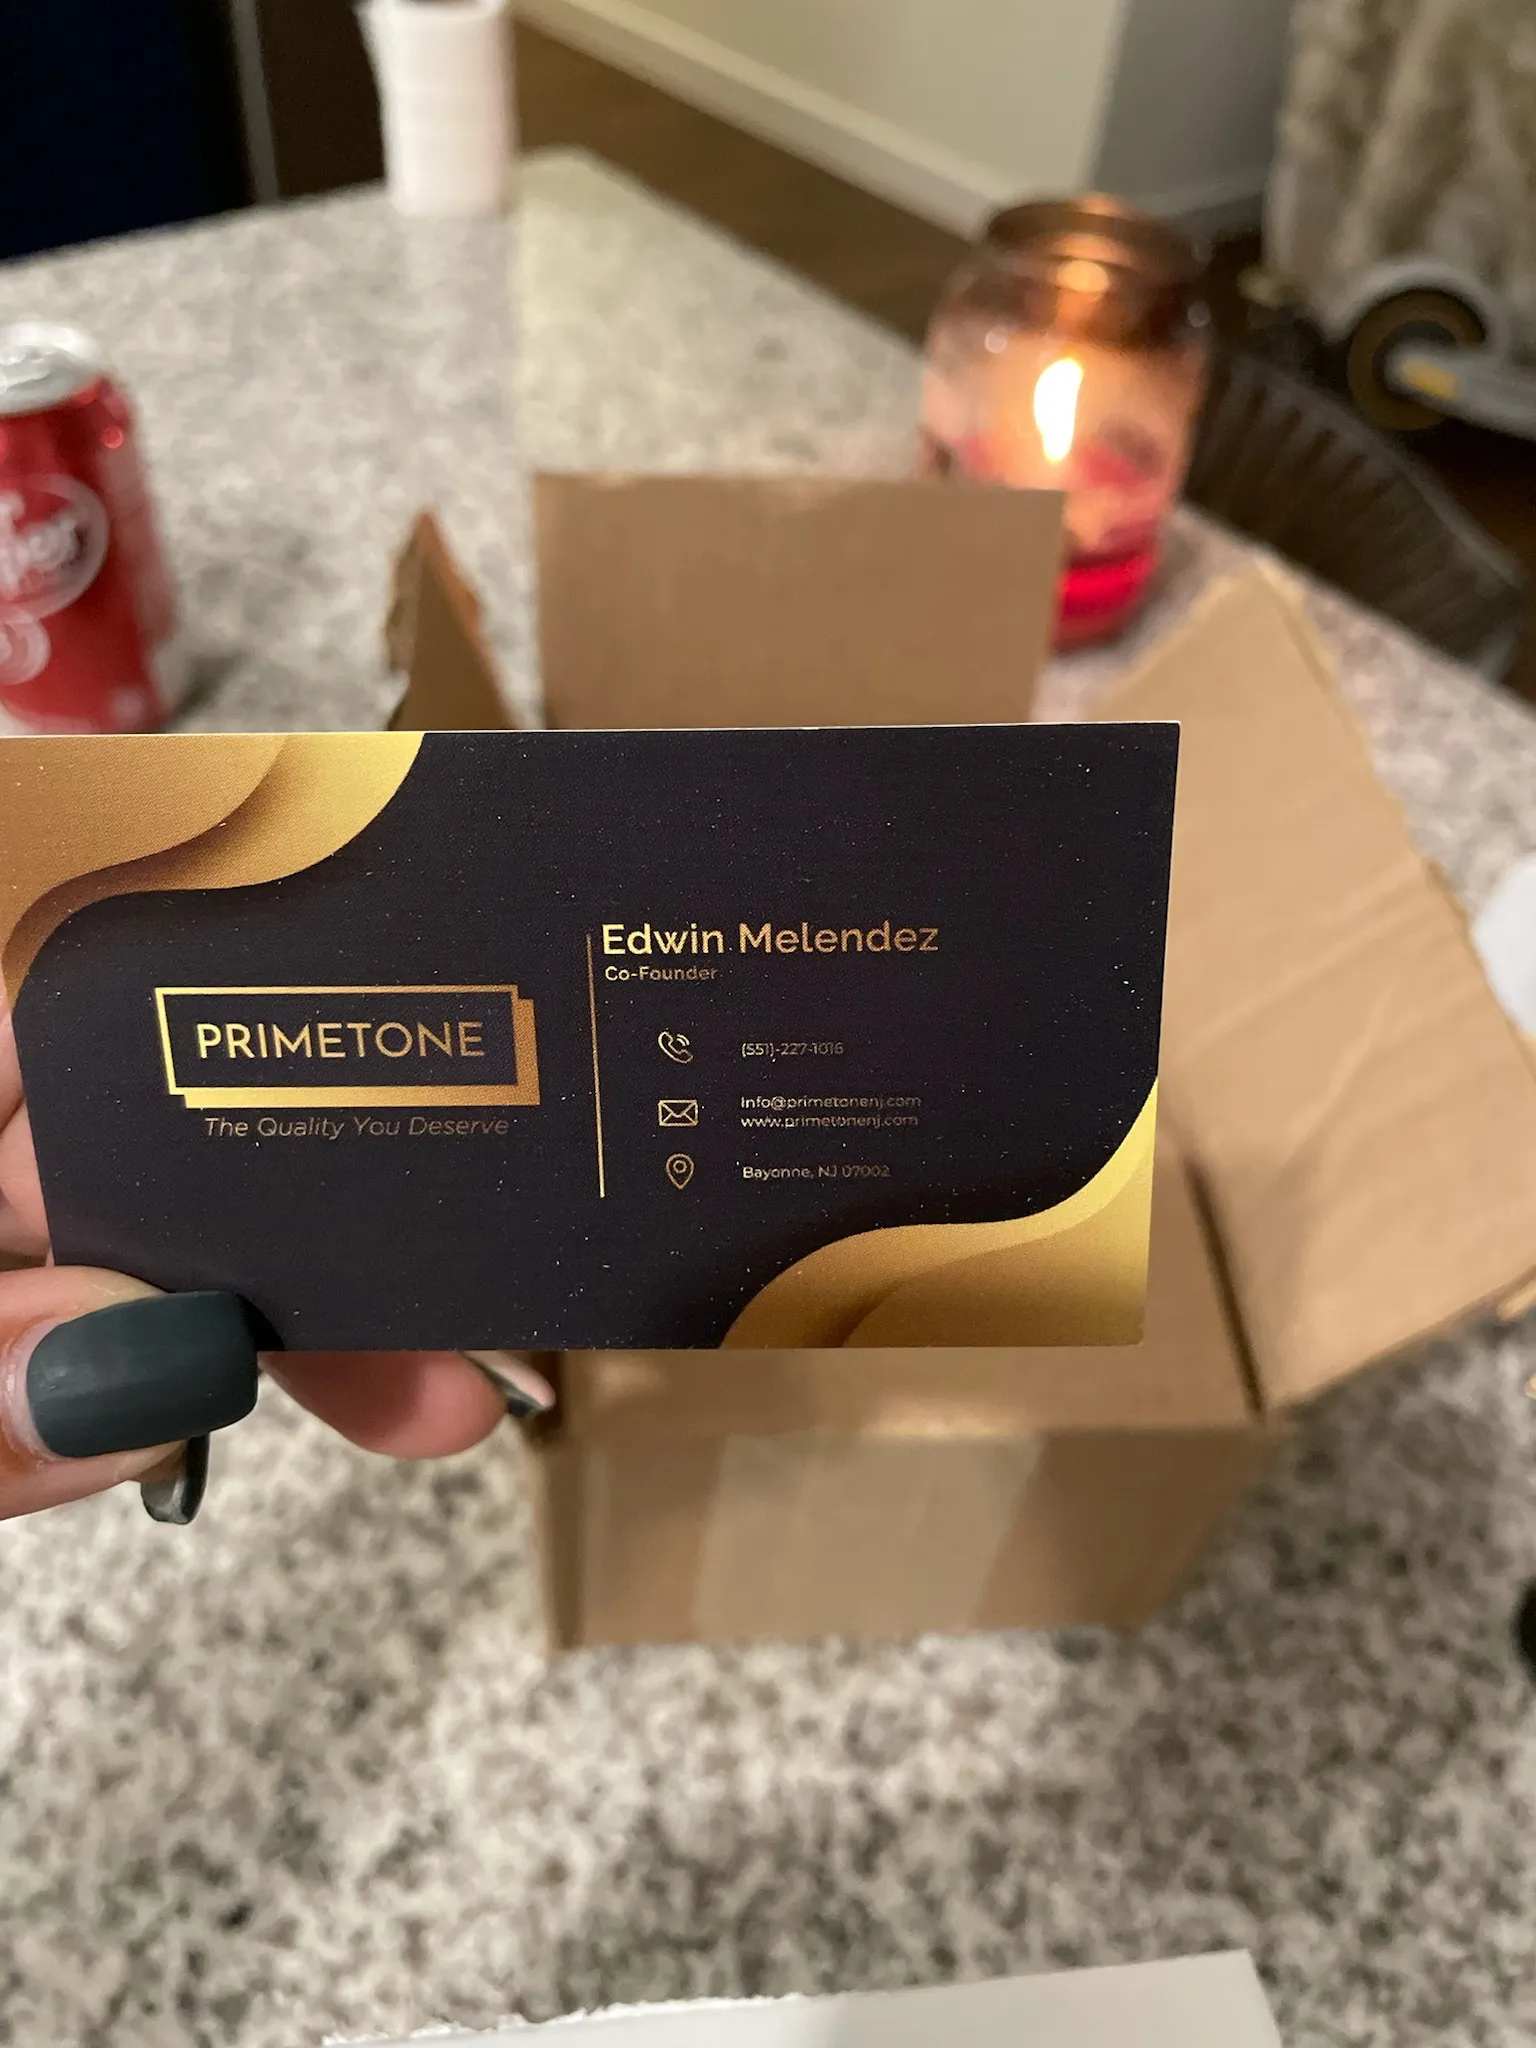 PRIMETONE
The Quality You Deserve
Edwin Melendez
Co-Founder
(551)-227-1016
Info@primetonenj.com
www.primetonenj.com
Bayonne, NJ 07002